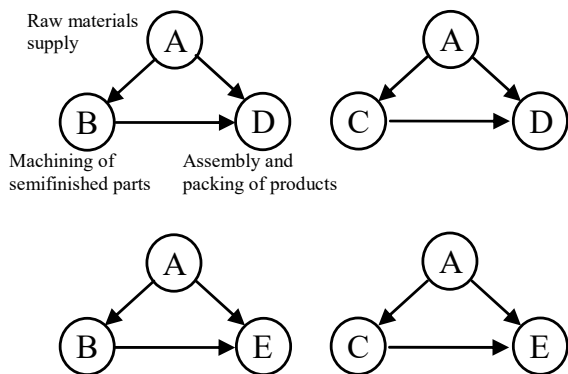 Raw materials
supply
A
B
D
Machining of
semifinished parts
Assembly and
packing of products
A
C
D
A
B
E
A
C
E